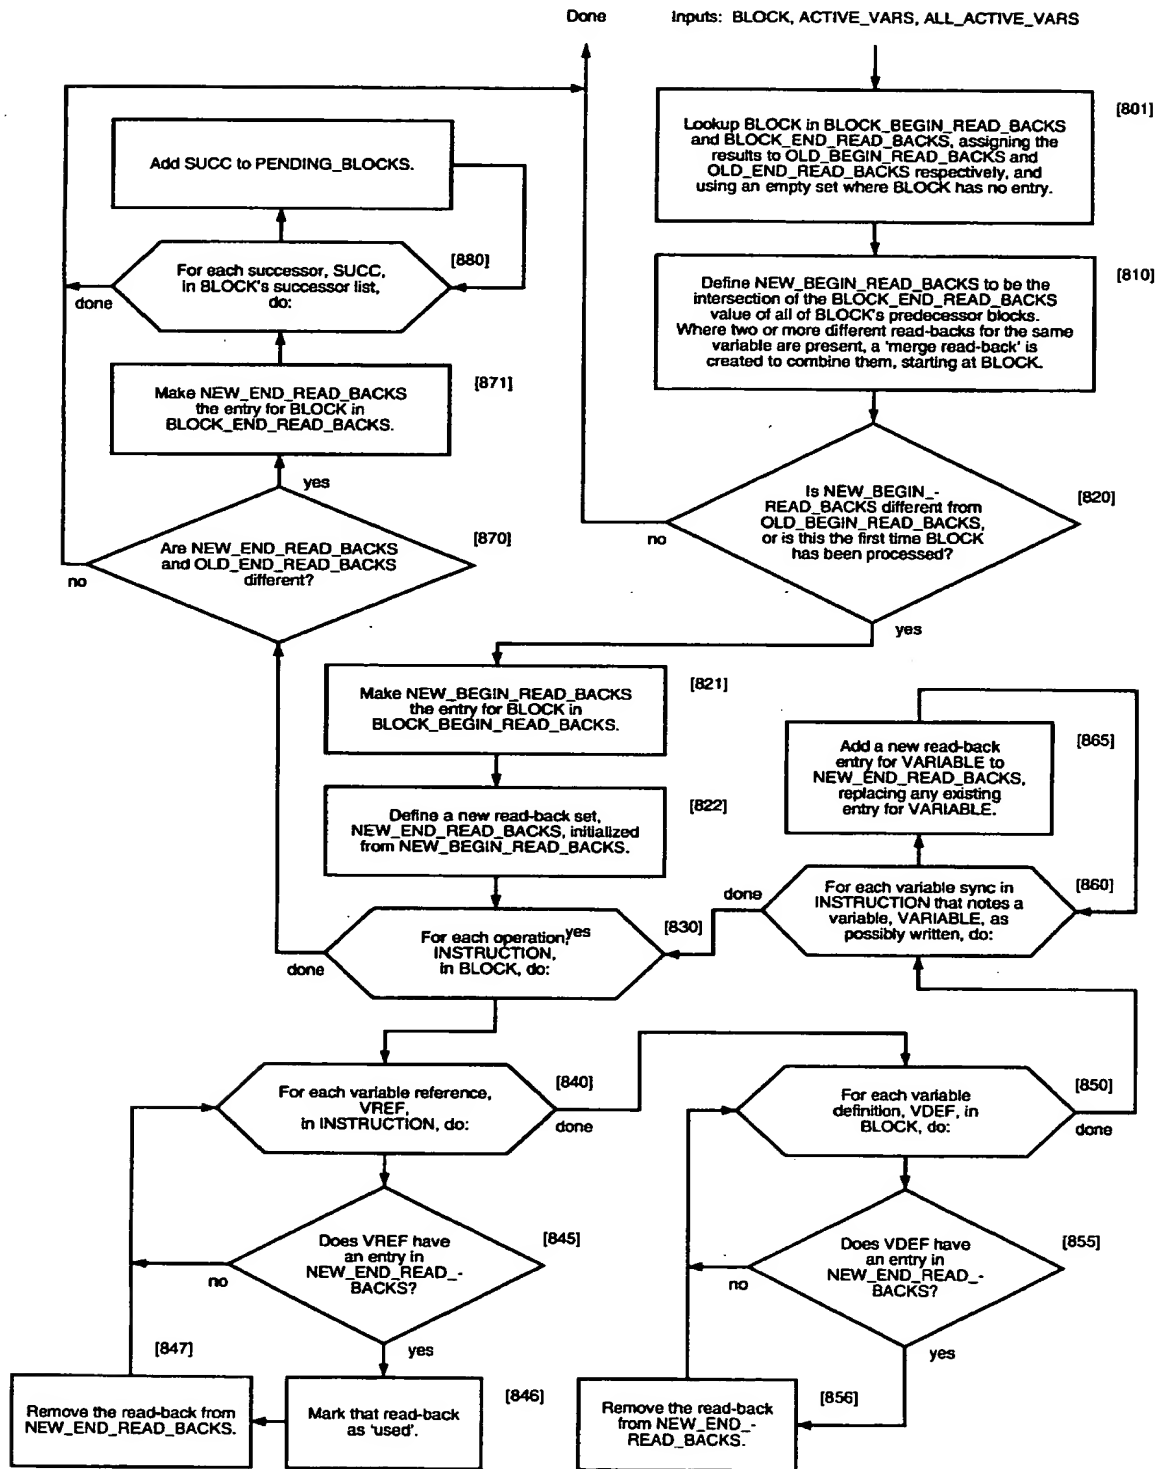 Done
Inputs: BLOCK, ACTIVE_VARS, ALL_ACTIVE_VARS
[801]
Lookup BLOCK in BLOCK_BEGIN_READ_BACKS
and BLOCK_END_READ_BACKS, assigning the
results to OLD_BEGIN_READ_BACKS and
OLD_END_READ_BACKS respectively, and
using an empty set where BLOCK has no entry.
[810]
Define NEW_BEGIN_READ_BACKS to be the
intersection of the BLOCK_END_READ_BACKS
value of all of BLOCK's predecessor blocks.
Where two or more different read-backs for the same
variable are present, a 'merge read-back' is
created to combine them, starting at BLOCK.
[820]
Is NEW_BEGIN_-
READ_BACKS different from
OLD_BEGIN_READ_BACKS,
or is this the first time BLOCK
has been processed?
no
yes
Add SUCC to PENDING_BLOCKS.
[880]
For each successor, SUCC,
in BLOCK's successor list,
do:
done
[871]
Make NEW_END_READ_BACKS
the entry for BLOCK in
BLOCK_END_READ_BACKS.
yes
[870]
Are NEW_END_READ_BACKS
and OLD_END_READ_BACKS
different?
no
[821]
Make NEW_BEGIN_READ_BACKS
the entry for BLOCK in
BLOCK_BEGIN_READ_BACKS.
[822]
Define a new read-back set,
NEW_END_READ_BACKS, initialized
from NEW_BEGIN_READ_BACKS.
[830]
yes
For each operation,
INSTRUCTION,
in BLOCK, do:
done
[865]
Add a new read-back
entry for VARIABLE to
NEW_END_READ_BACKS,
replacing any existing
entry for VARIABLE.
[860]
For each variable sync in
INSTRUCTION that notes a
variable, VARIABLE, as
possibly written, do:
done
[840]
For each variable reference,
VREF,
in INSTRUCTION, do:
done
[850]
For each variable
definition, VDEF, in
BLOCK, do:
done
[845]
Does VREF have
an entry in
NEW_END_READ_-
BACKS?
no
yes
[855]
Does VDEF have
an entry in
NEW_END_READ_-
BACKS?
no
yes
[847]
Remove the read-back from
NEW_END_READ_BACKS.
[846]
Mark that read-back
as 'used'.
[856]
Remove the read-back
from NEW_END_-
READ_BACKS.